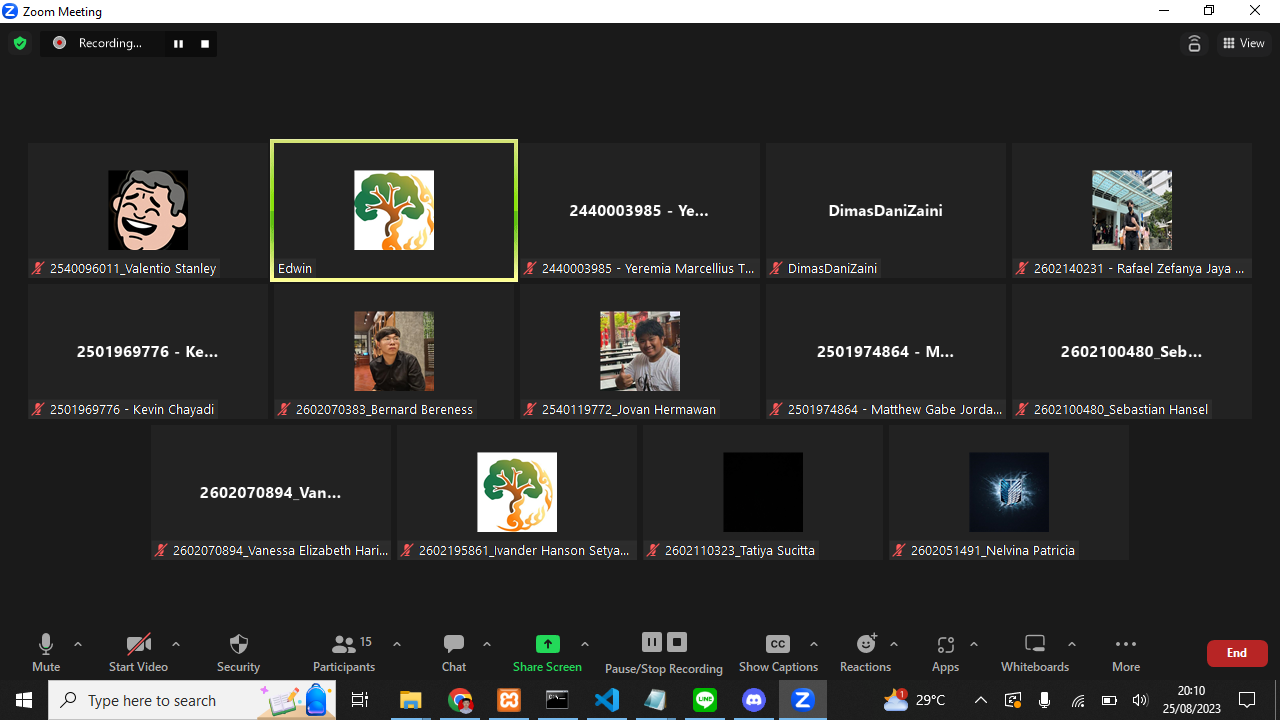 Zoom Meeting
Recording...
View
2540096011_Valentio Stanley
Edwin
2440003985 - Ye...
2440003985 - Yeremia Marcellius T...
DimasDaniZaini
DimasDaniZaini
2602140231 - Rafael Zefanya Jaya ...
2501969776 - Ke...
2501969776 - Kevin Chayadi
2602070383_Bernard Bereness
2540119772_Jovan Hermawan
2501974864 - M...
2501974864 - Matthew Gabe Jorda...
2602100480_Seb...
2602100480_Sebastian Hansel
2602070894_Van...
2602070894_Vanessa Elizabeth Hari...
2602195861_Ivander Hanson Setya...
2602110323_Tatiya Sucitta
2602051491_Nelvina Patricia
Mute
Start Video
Security
15
Participants
Chat
Share Screen
Pause/Stop Recording
CC
Show Captions
Reactions
Apps
Whiteboards
More
End
Type here to search
LINE
1
29°C
20:10
25/08/2023